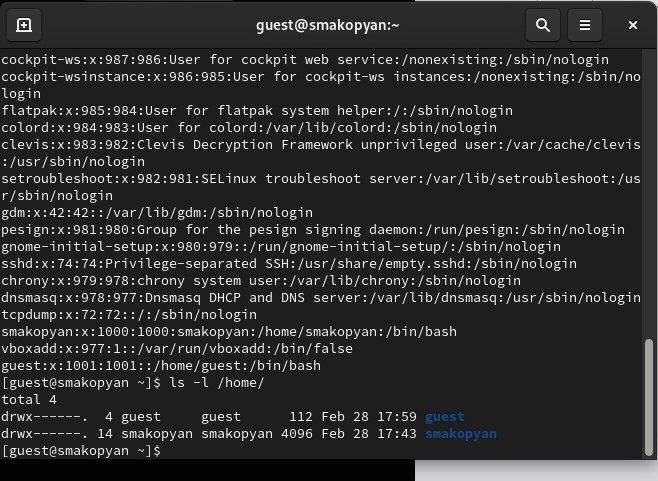 guest@smakopyan:~
cockpit-ws:x:987:986:User for cockpit web service:/nonexisting:/sbin/nologin
cockpit-wsinstance:x:986:985:User for cockpit-ws instances:/nonexisting:/sbin/no
login
flatpak:x:985:984:User for flatpak system helper:/:/sbin/nologin
colord:x:984:983:User for colord:/var/lib/colord:/sbin/nologin
clevis:x:983:982:Clevis Decryption Framework unprivileged user:/var/cache/clevis
:/usr/sbin/nologin
setroubleshoot:x:982:981:SELinux troubleshoot server:/var/lib/setroubleshoot:/us
r/sbin/nologin
gdm:x:42:42::/var/lib/gdm:/sbin/nologin
pesign:x:981:980:Group for the pesign signing daemon:/run/pesign:/sbin/nologin
gnome-initial-setup:x:980:979::/run/gnome-initial-setup/:/sbin/nologin
sshd:x:74:74:Privilege-separated SSH:/usr/share/empty.sshd:/sbin/nologin
chrony:x:979:978:chrony system user:/var/lib/chrony:/sbin/nologin
dnsmasq:x:978:977:Dnsmasq DHCP and DNS server:/var/lib/dnsmasq:/usr/sbin/nologin
tcpdump:x:72:72::/:/sbin/nologin
smakopyan:x:1000:1000:smakopyan:/home/smakopyan:/bin/bash
vboxadd:x:977:1::/var/run/vboxadd:/bin/false
guest:x:1001:1001::/home/guest:/bin/bash
[guest@smakopyan ~]$ ls -l /home/
total 4
drwx------.  4 guest     guest      112 Feb 28 17:59 guest
drwx------. 14 smakopyan smakopyan 4096 Feb 28 17:43 smakopyan
[guest@smakopyan ~]$